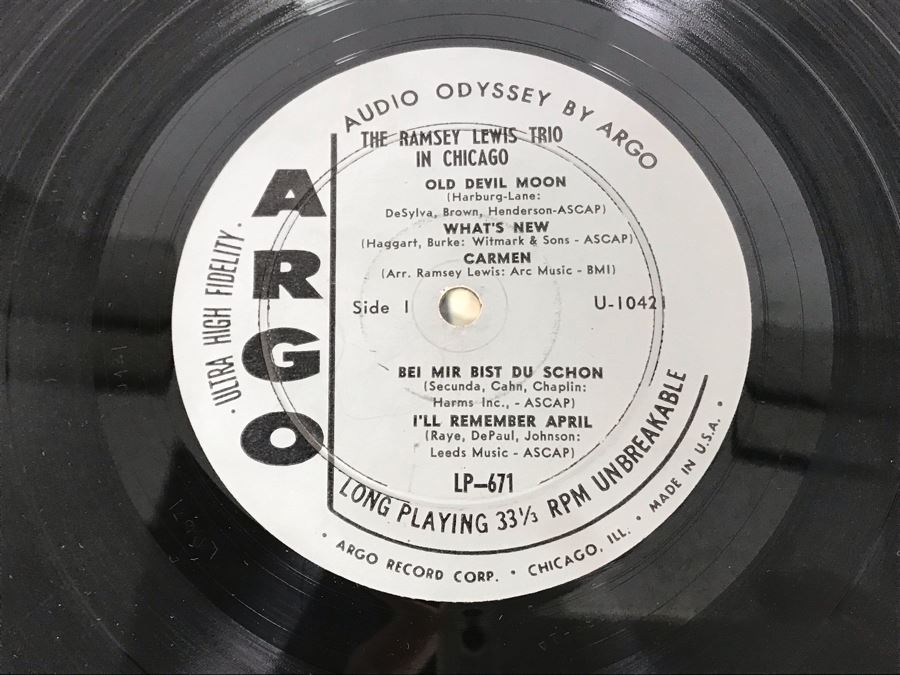 AUDIO ODYSSEY BY ARGO
THE RAMSEY LEWIS TRIO
IN CHICAGO
OLD DEVIL MOON
(Harburg-Lane:
DeSylva, Brown, Henderson-ASCAP)
WHAT'S NEW
(Haggart, Burke: Witmark & Sons - ASCAP)
CARMEN
(Arr. Ramsey Lewis: Arc Music - BMI)
Side 1
U-10421
BEI MIR BIST DU SCHON
(Secunda, Cahn, Chaplin:
Harms Inc., - ASCAP)
I'LL REMEMBER APRIL
(Raye, DePaul, Johnson:
Leeds Music - ASCAP)
LP—671
LONG PLAYING 33⅓ RPM UNBREAKABLE
ARGO
• ULTRA HIGH FIDELITY •
• ARGO RECORD CORP. • CHICAGO, ILL. • MADE IN U.S.A. •